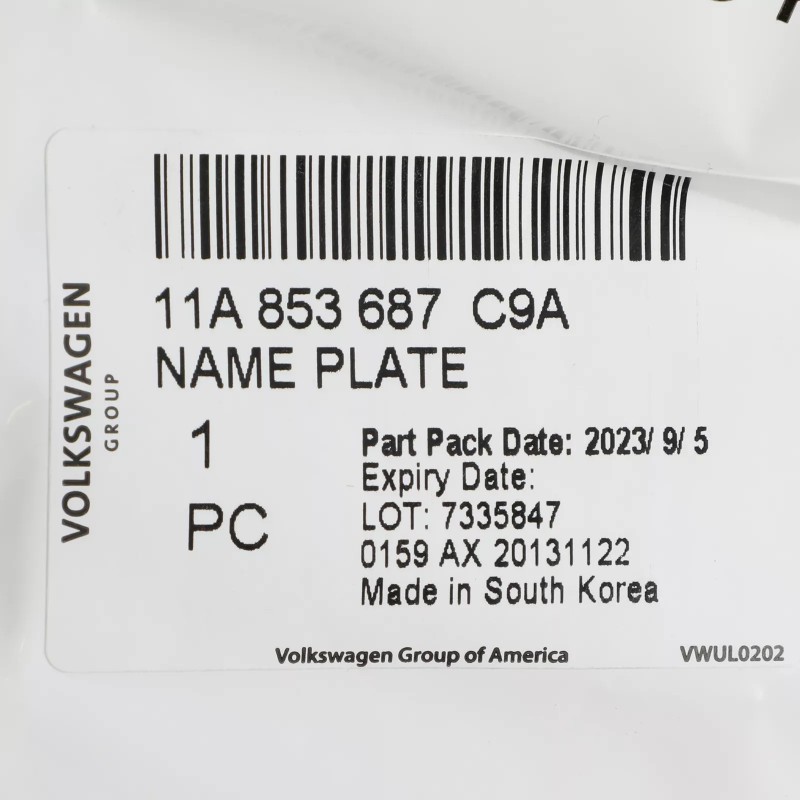 VOLKSWAGEN
GROUP
11A 853 687 C9A
NAME PLATE
1
PC
Part Pack Date: 2023/ 9/ 5
Expiry Date:
LOT: 7335847
0159 AX 20131122
Made in South Korea
Volkswagen Group of America
VWUL0202